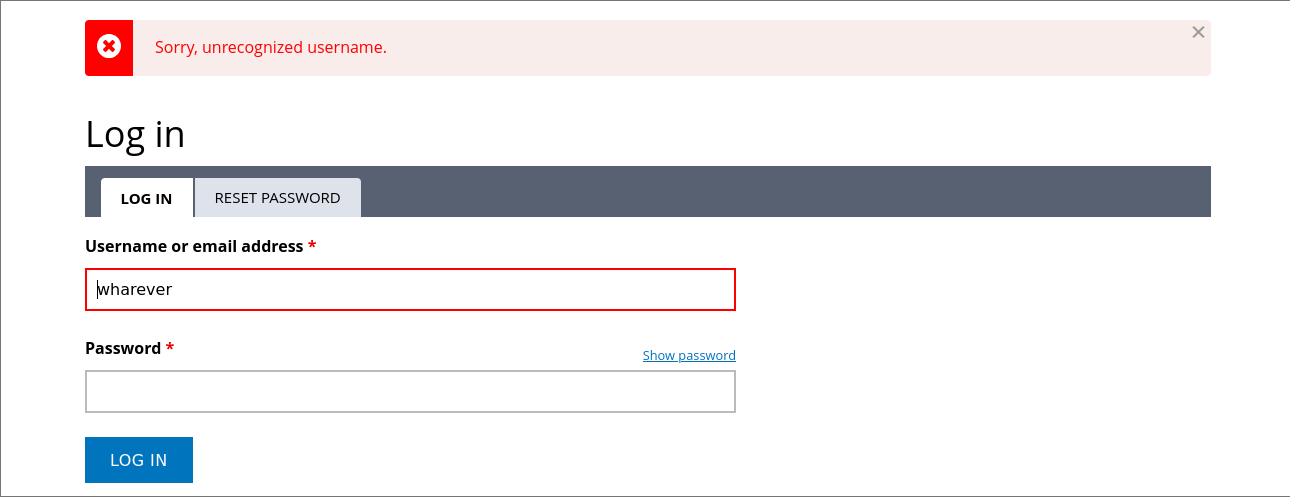 Sorry, unrecognized username.
Log in
LOG IN
RESET PASSWORD
Username or email address *
wharever
Password *
Show password
LOG IN